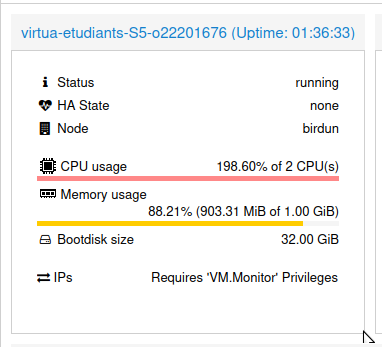 virtua-etudiants-S5-o22201676 (Uptime: 01:36:33)
Status running
HA State none
Node birdun
CPU usage 198.60% of 2 CPU(s)
Memory usage
88.21% (903.31 MiB of 1.00 GiB)
Bootdisk size 32.00 GiB
IPs Requires 'VM.Monitor' Privileges